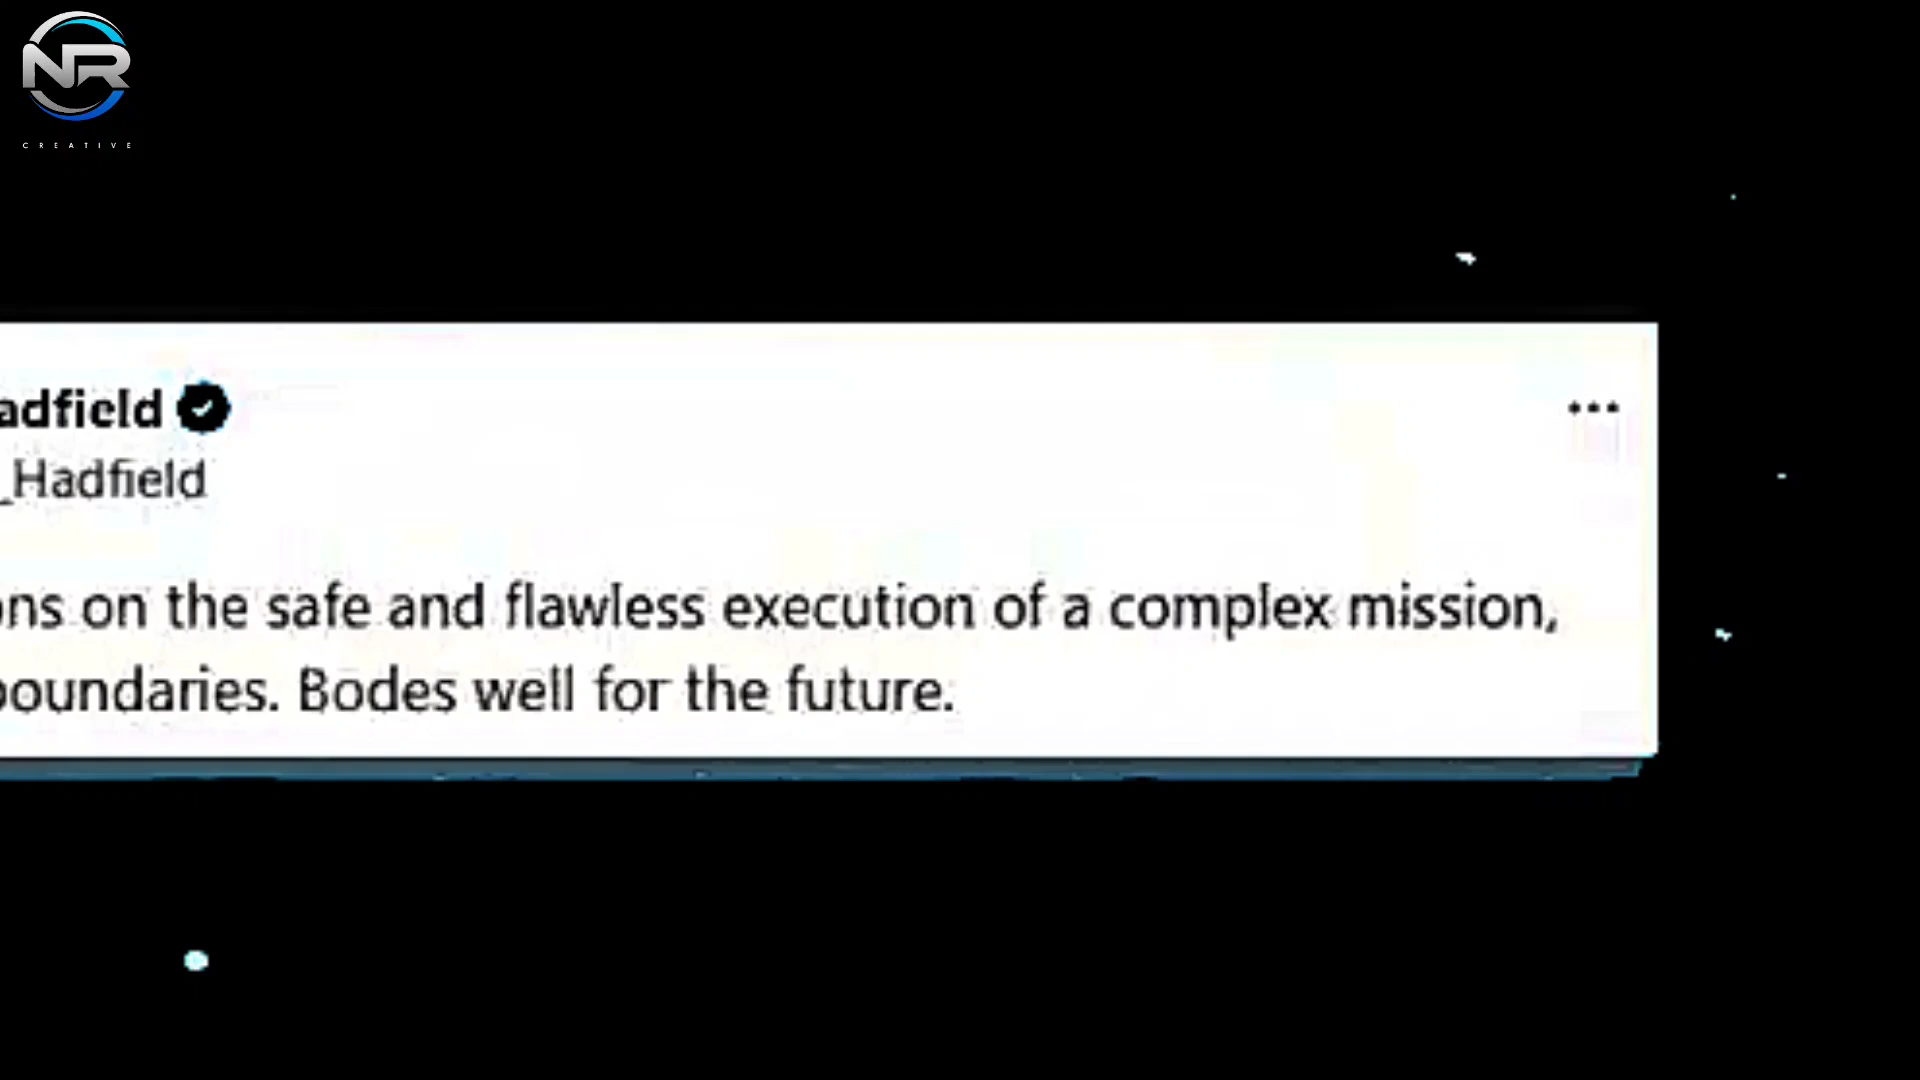 NR
CREATIVE
adfield
_Hadfield
ons on the safe and flawless execution of a complex mission,
boundaries. Bodes well for the future.